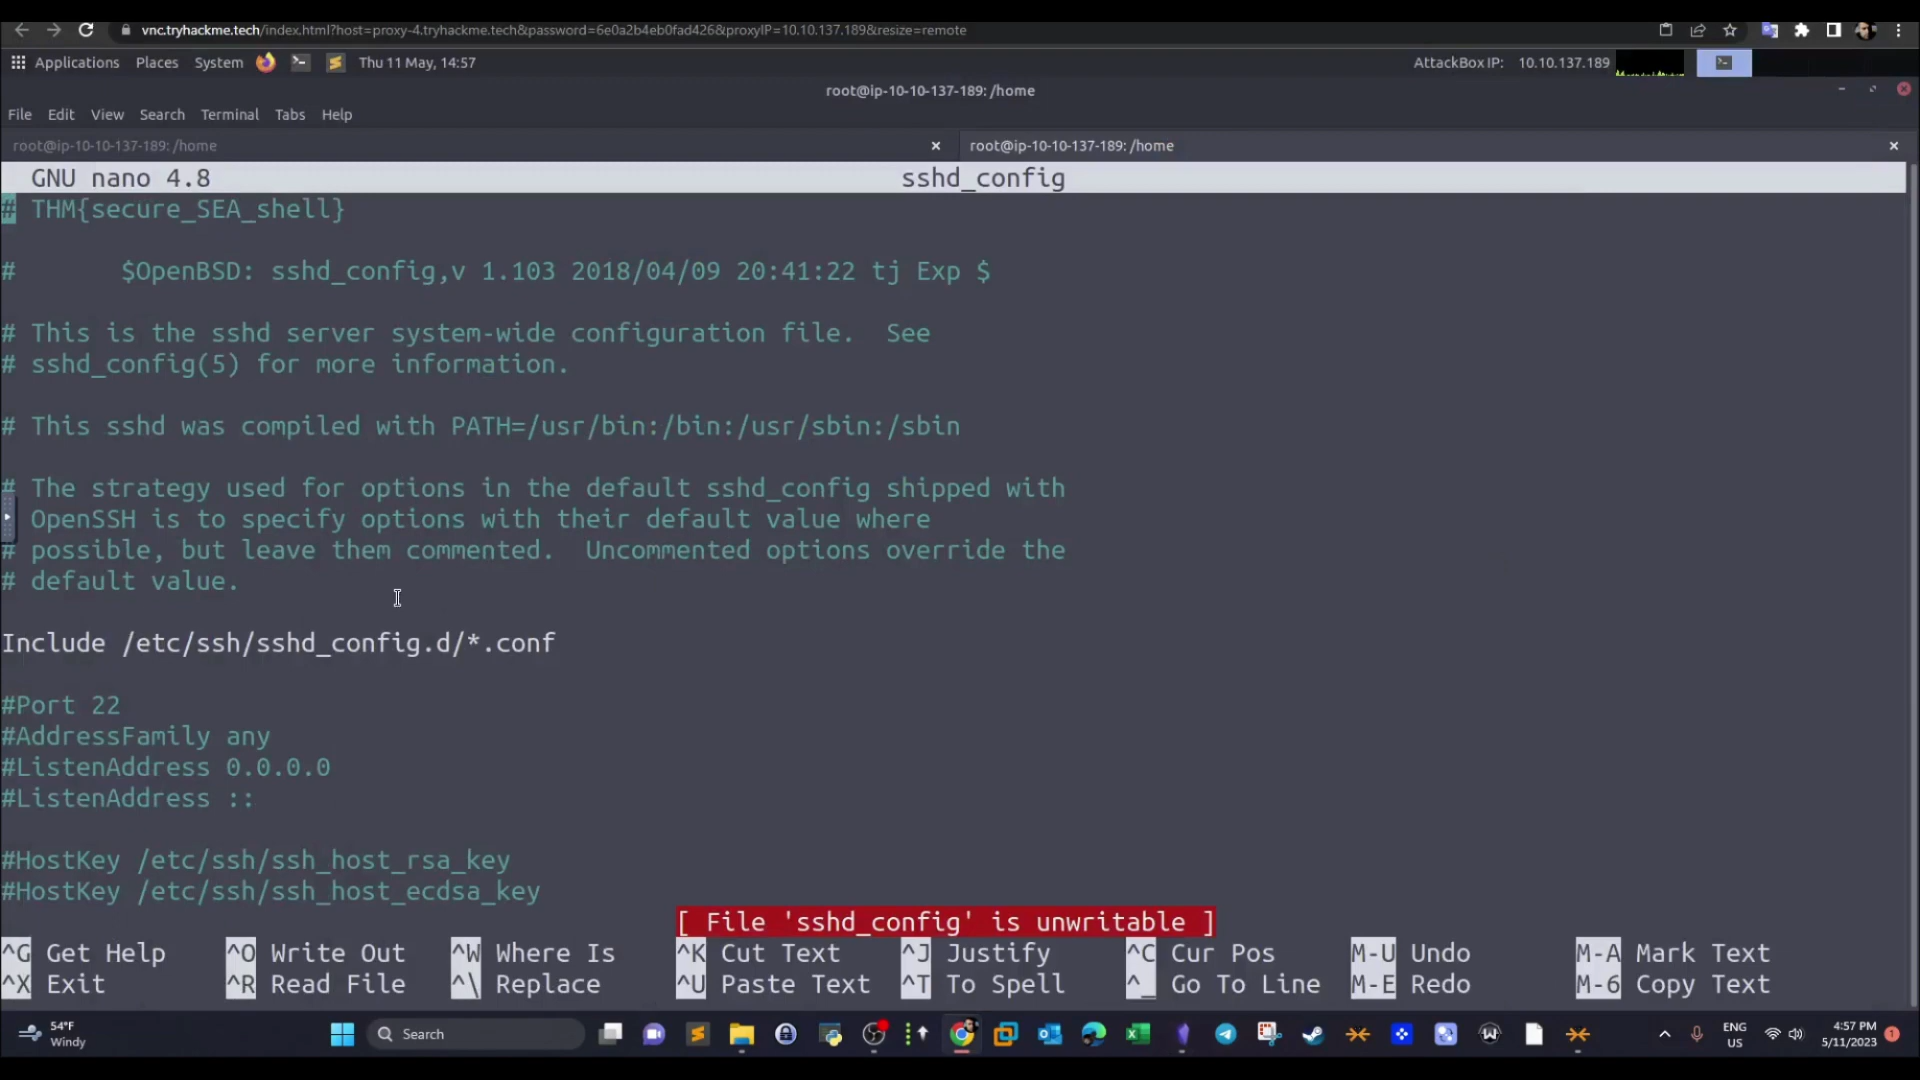 vnc.tryhackme.tech/index.html?host=proxy-4.tryhackme.tech&password=6e0a2b4eb0fad426&proxyIP=10.10.137.189&resize=remote
Applications Places System Thu 11 May, 14:57 AttackBox IP: 10.10.137.189
root@ip-10-10-137-189: /home
File Edit View Search Terminal Tabs Help
root@ip-10-10-137-189: /home × root@ip-10-10-137-189: /home ×
GNU nano 4.8 sshd_config
# THM{secure_SEA_shell}
# $OpenBSD: sshd_config,v 1.103 2018/04/09 20:41:22 tj Exp $
# This is the sshd server system-wide configuration file. See
# sshd_config(5) for more information.
# This sshd was compiled with PATH=/usr/bin:/bin:/usr/sbin:/sbin
# The strategy used for options in the default sshd_config shipped with
OpenSSH is to specify options with their default value where
# possible, but leave them commented. Uncommented options override the
# default value.
Include /etc/ssh/sshd_config.d/*.conf
#Port 22
#AddressFamily any
#ListenAddress 0.0.0.0
#ListenAddress ::
#HostKey /etc/ssh/ssh_host_rsa_key
#HostKey /etc/ssh/ssh_host_ecdsa_key
[ File 'sshd_config' is unwritable ]
^G Get Help ^O Write Out ^W Where Is ^K Cut Text ^J Justify ^C Cur Pos M-U Undo M-A Mark Text
^X Exit ^R Read File ^\ Replace ^U Paste Text ^T To Spell ^_ Go To Line M-E Redo M-6 Copy Text
54°F
Windy
Search
ENG
US
4:57 PM
5/11/2023
1